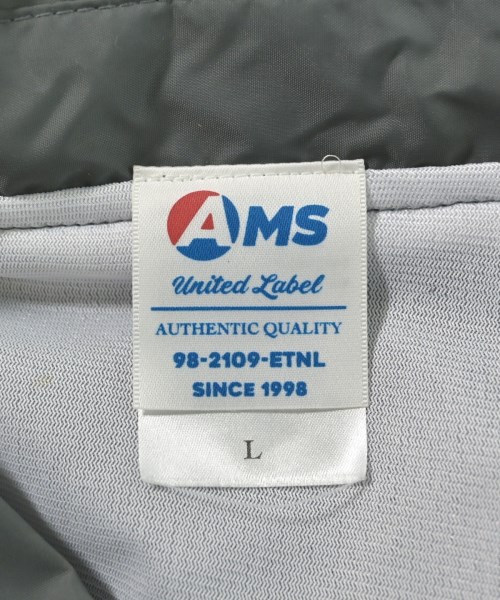 AMS
United Label
AUTHENTIC QUALITY
98-2109-ETNL
SINCE 1998
L